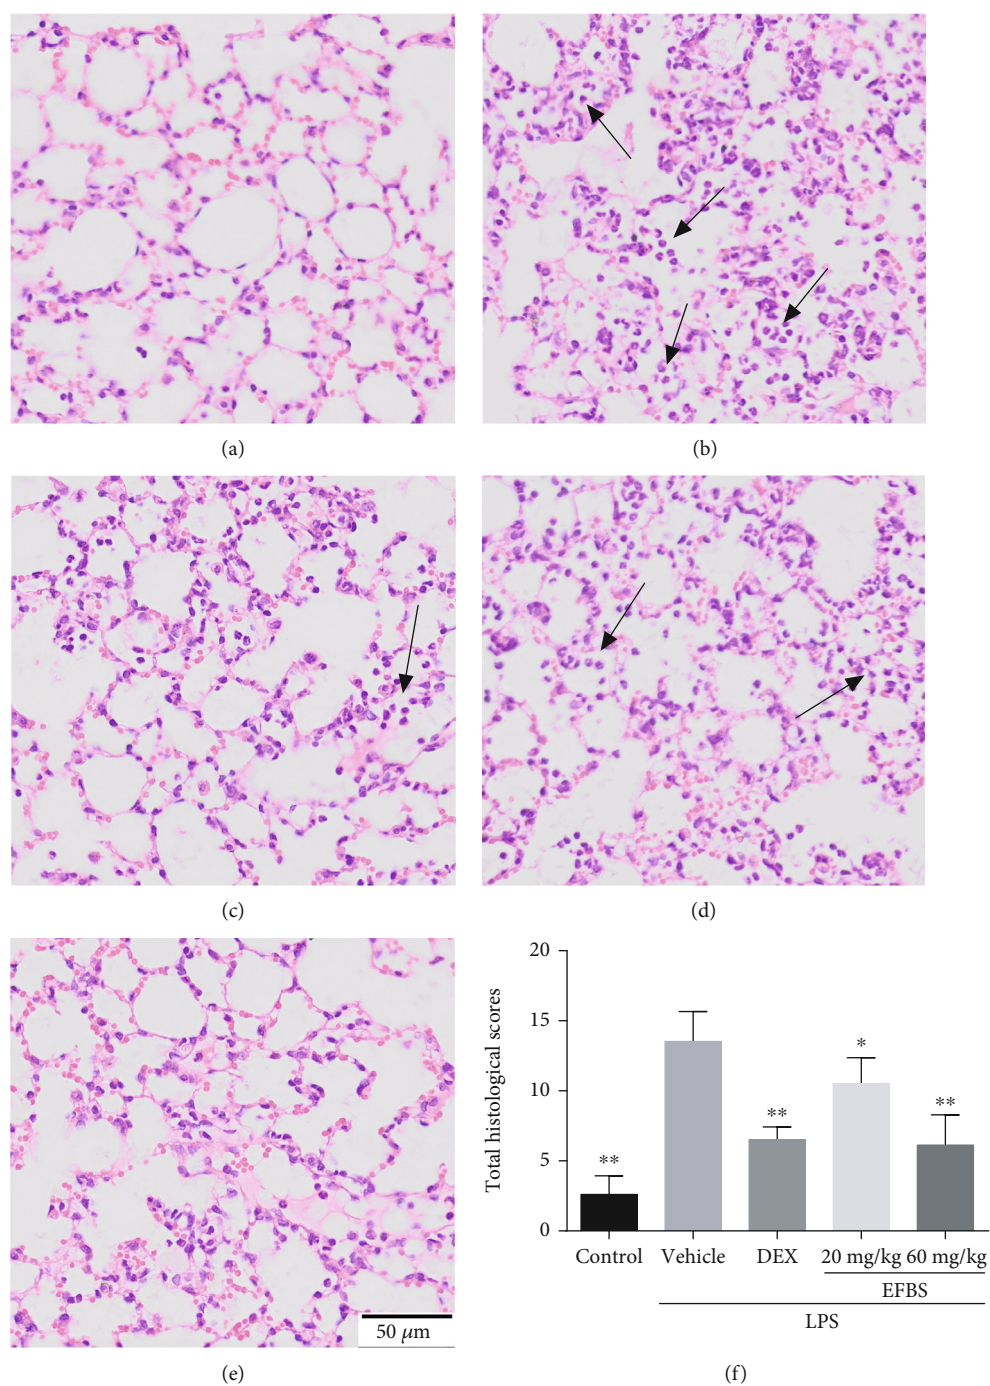 (a)
(b)
(c)
(d)
50 μm
(e)
Total histological scores
20
15
10
5
0
**
**
*
**
Control
Vehicle
DEX
20 mg/kg
60 mg/kg
EFBS
LPS
(f)